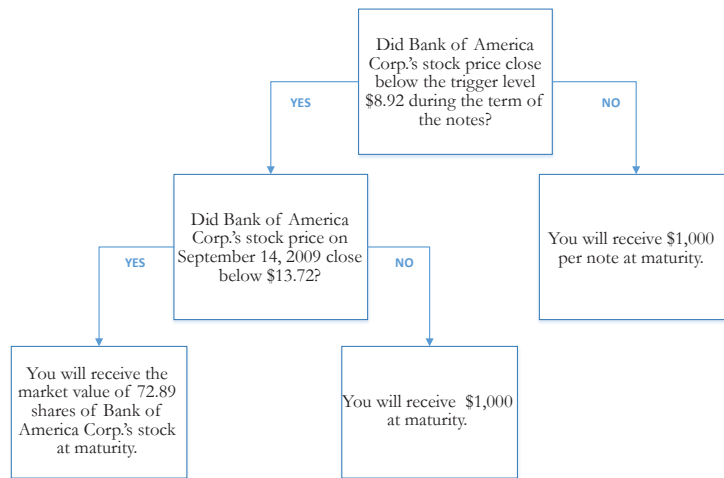 Did Bank of America
Corp.'s stock price close
below the trigger level
$8.92 during the term of
the notes?
YES
NO
Did Bank of America
Corp.'s stock price on
September 14, 2009 close
below $13.72?
You will receive $1,000
per note at maturity.
YES
NO
You will receive the
market value of 72.89
shares of Bank of
America Corp.'s stock
at maturity.
You will receive $1,000
at maturity.